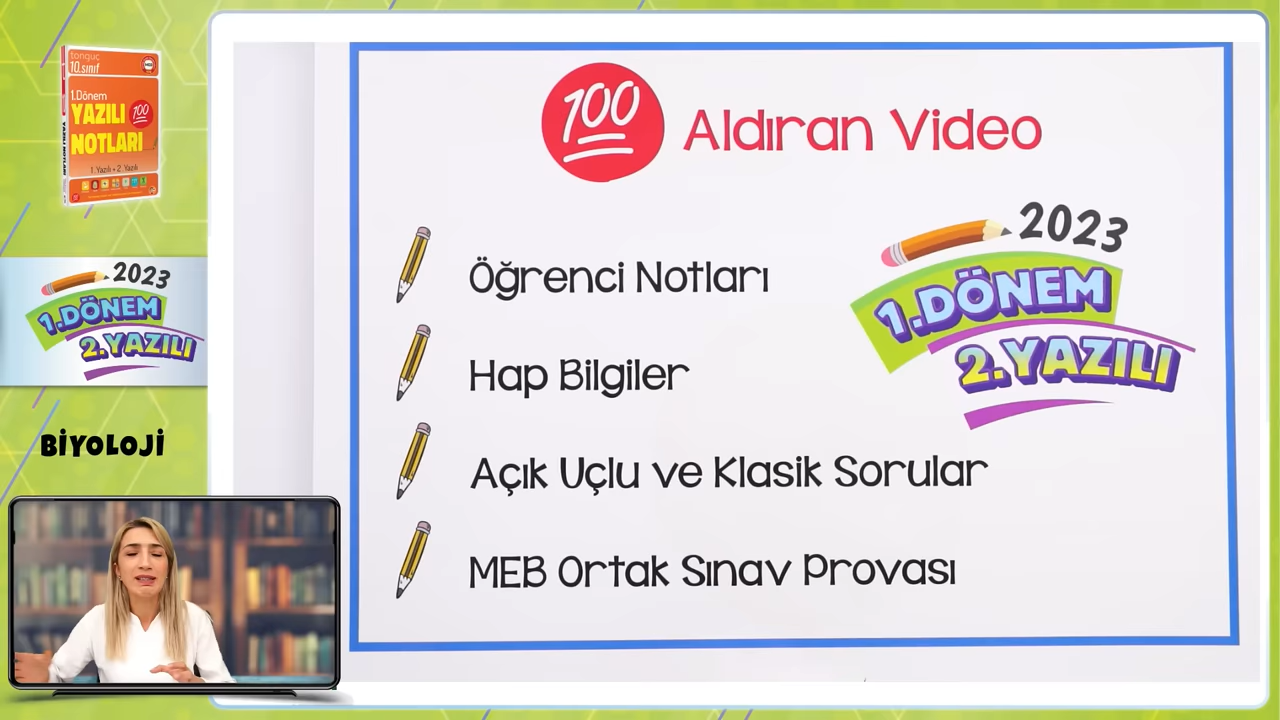 tonguç
10.sınıf
1.Dönem
YAZILI
100
NOTLARI
1. Yazılı • 2. Yazılı
YAZILI NOTLARI
2023
1.DÖNEM
2.YAZILI
BİYOLOJİ
100 Aldıran Video
Öğrenci Notları
Hap Bilgiler
Açık Uçlu ve Klasik Sorular
MEB Ortak Sınav Provası
2023
1.DÖNEM
2.YAZILI